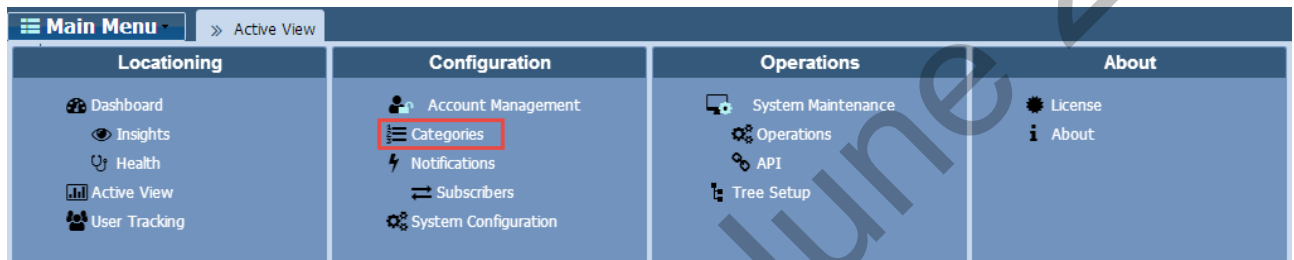 Main Menu
» Active View
Locationing
Dashboard
Insights
Health
Active View
User Tracking
Configuration
Account Management
Categories
Notifications
Subscribers
System Configuration
Operations
System Maintenance
Operations
API
Tree Setup
About
License
About
June